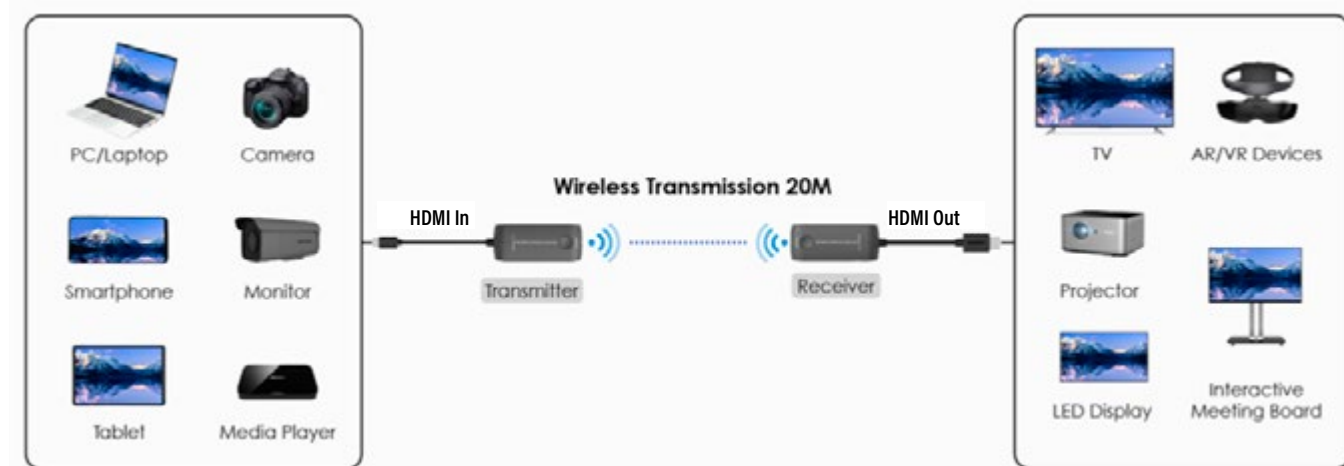 PC/Laptop
Camera
Smartphone
Monitor
Tablet
Media Player
HDMI In
Transmitter
Wireless Transmission 20M
Receiver
HDMI Out
TV
AR/VR Devices
Projector
LED Display
Interactive
Meeting Board